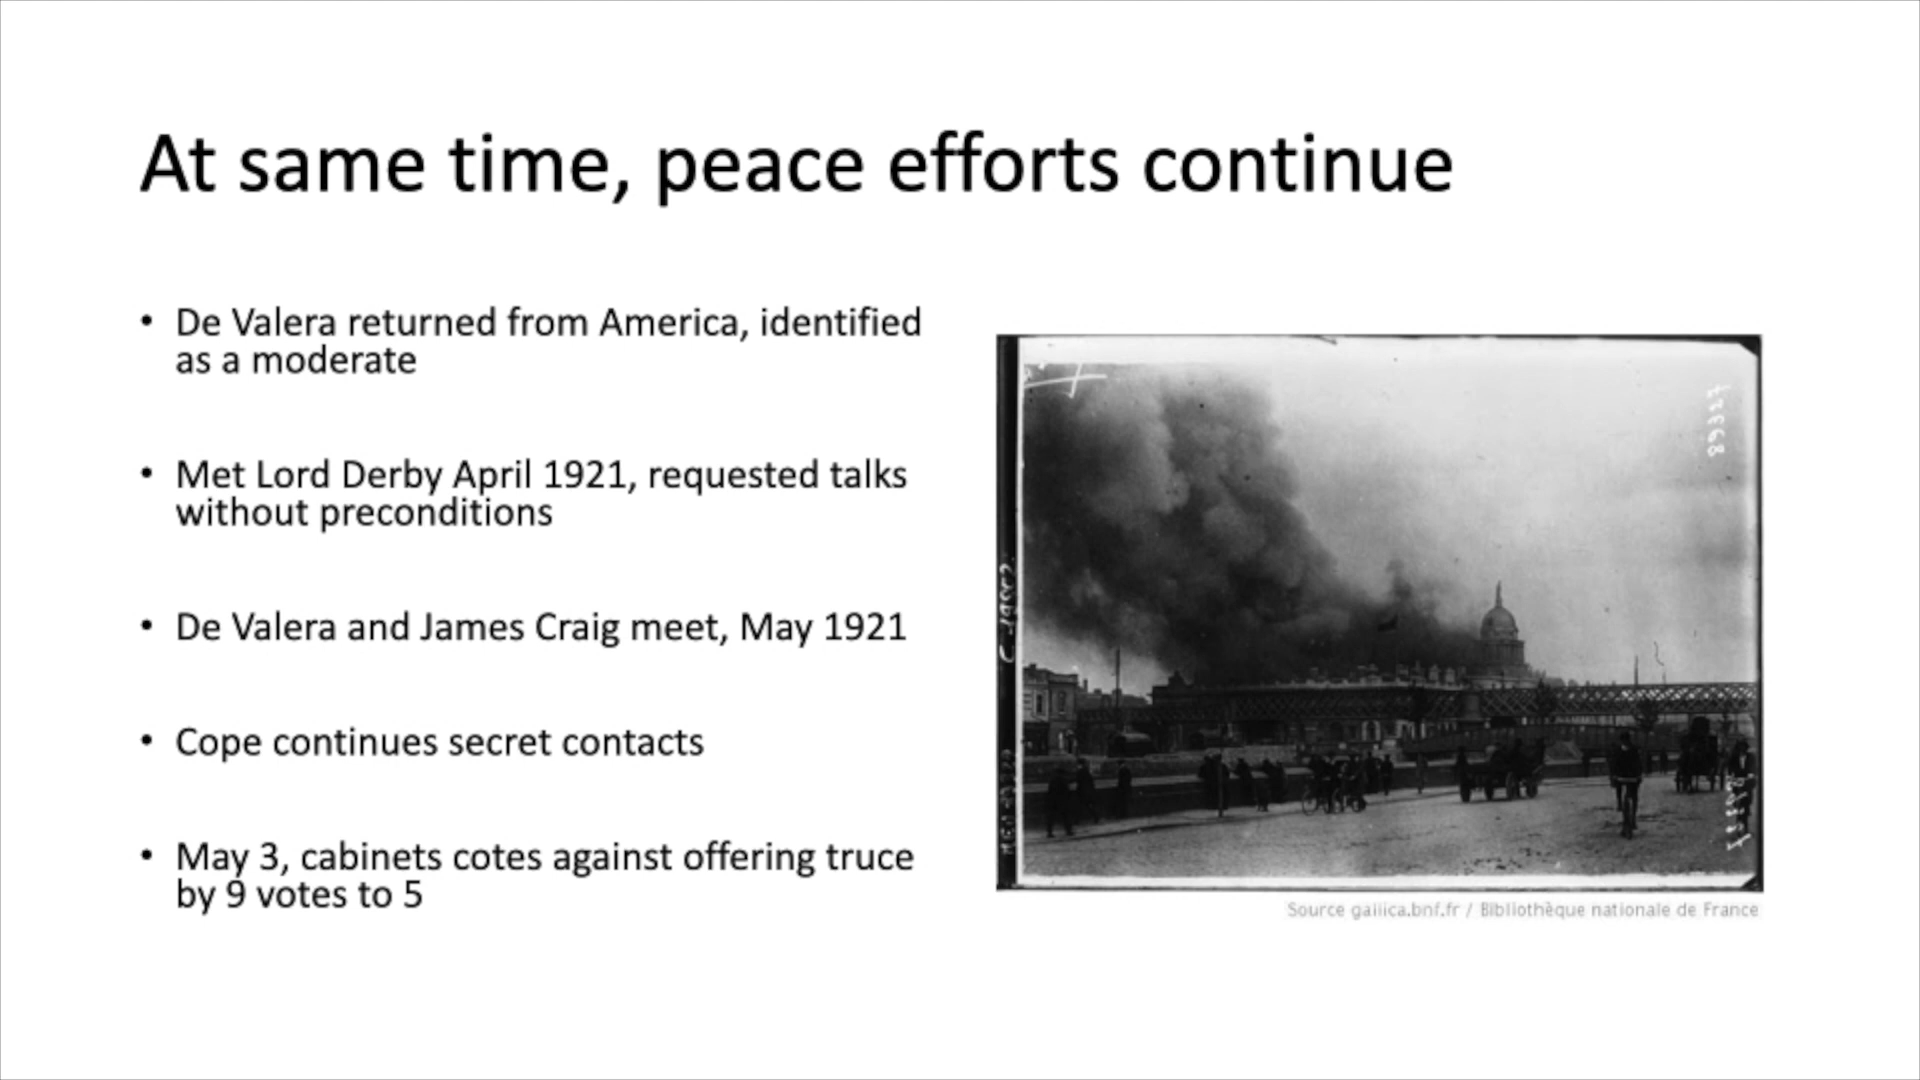 At same time, peace efforts continue
• De Valera returned from America, identified
as a moderate
• Met Lord Derby April 1921, requested talks
without preconditions
• De Valera and James Craig meet, May 1921
• Cope continues secret contacts
• May 3, cabinets cotes against offering truce
by 9 votes to 5
Source gallica.bnf.fr / Bibliothèque nationale de France